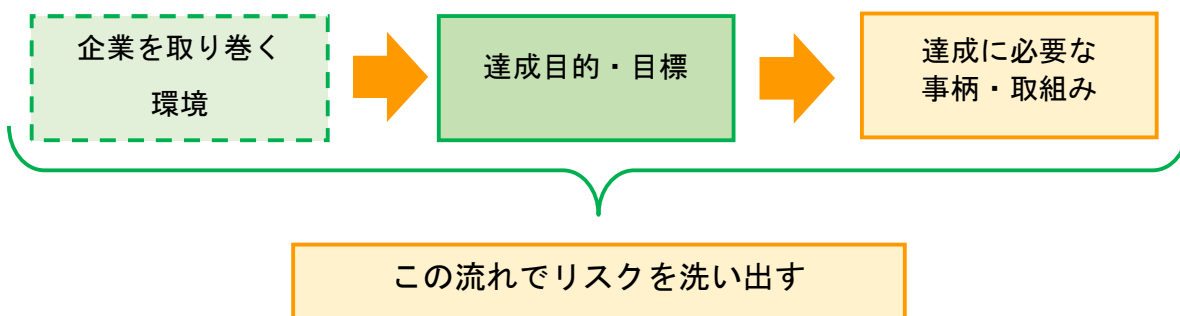 企業を取り巻く
環境
達成目的・目標
達成に必要な
事柄・取組み
この流れでリスクを洗い出す